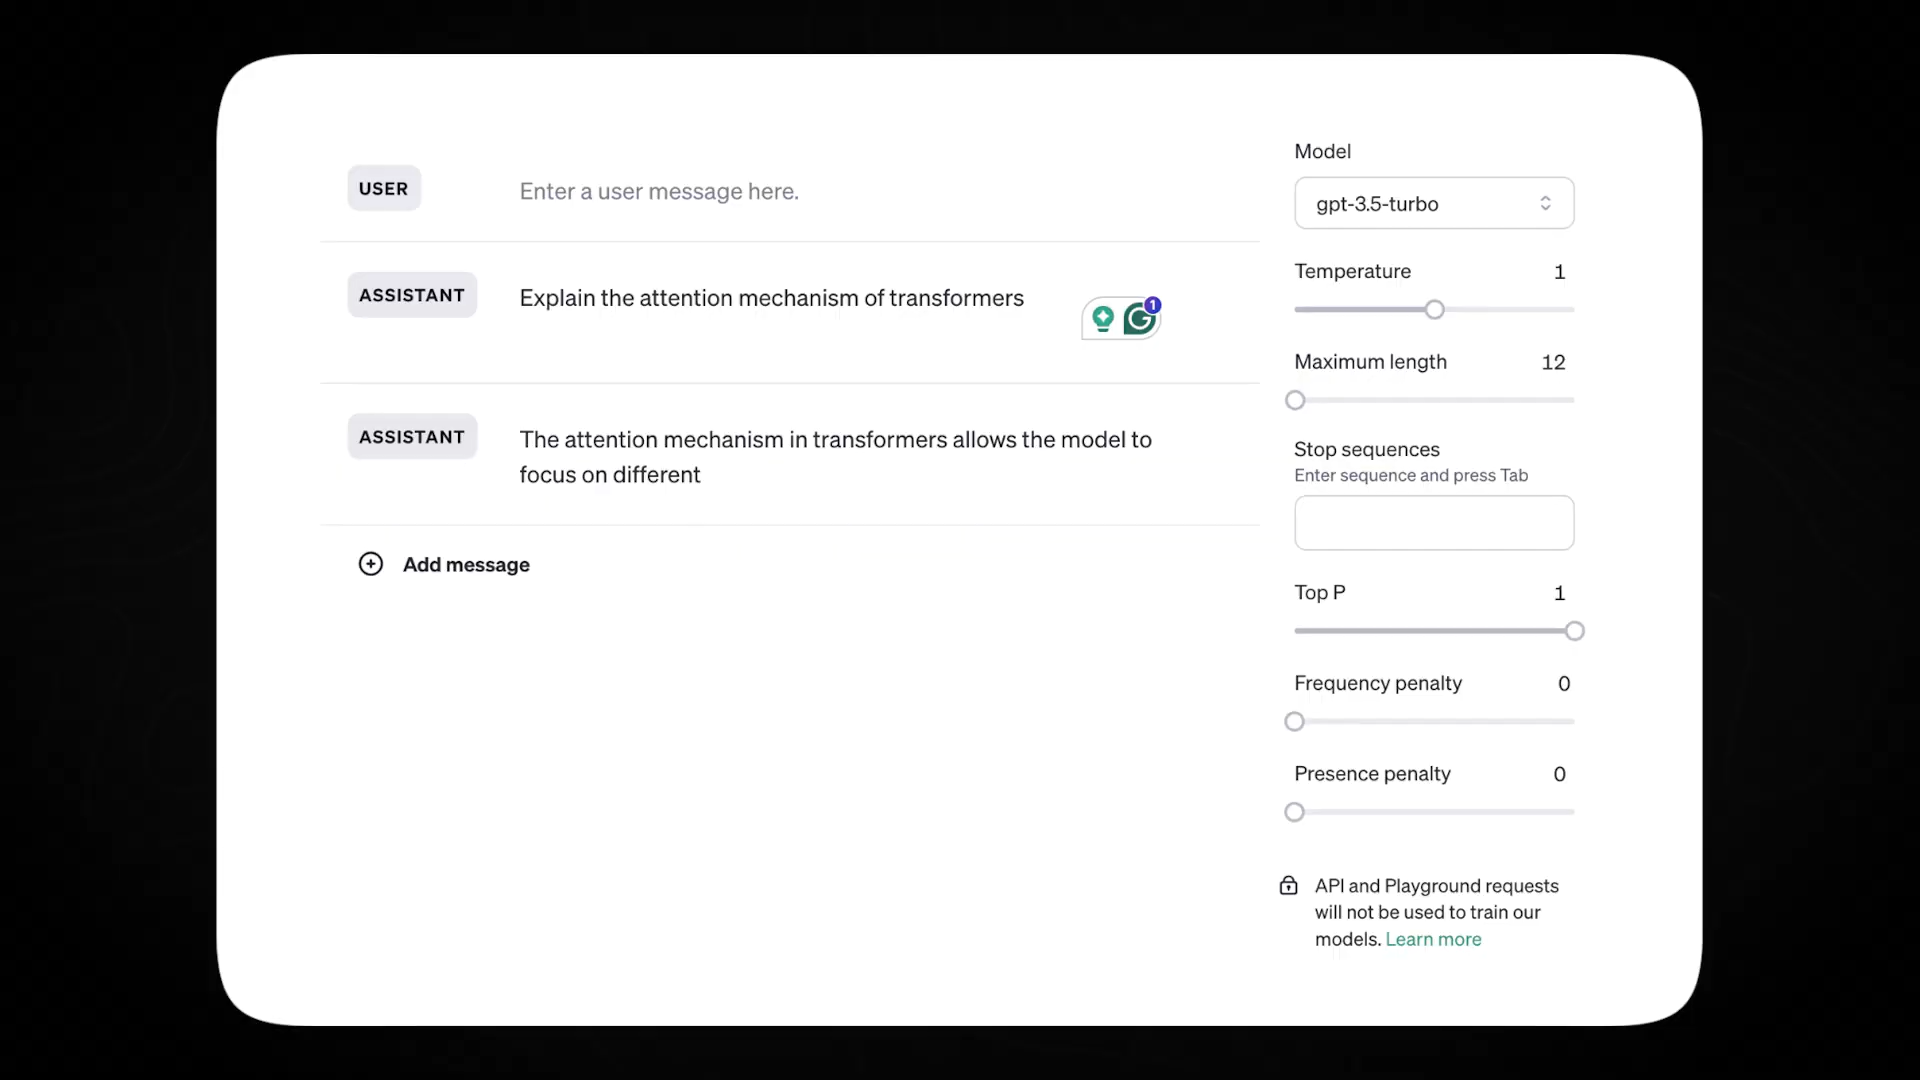 USER
Enter a user message here.
ASSISTANT
Explain the attention mechanism of transformers
1
ASSISTANT
The attention mechanism in transformers allows the model to
focus on different
Add message
Model
gpt-3.5-turbo
Temperature 1
Maximum length 12
Stop sequences
Enter sequence and press Tab
Top P 1
Frequency penalty 0
Presence penalty 0
API and Playground requests
will not be used to train our
models. Learn more